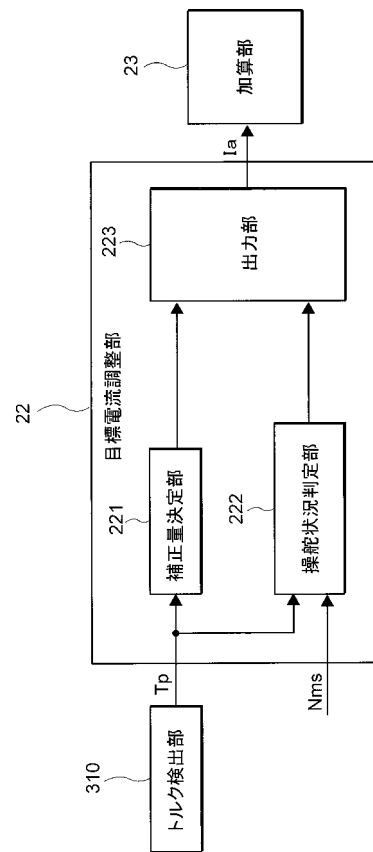 22
目標電流調整部
310
トルク検出部
Tp
Nms
221
補正量決定部
222
操舵状況判定部
223
出力部
Ia
23
加算部